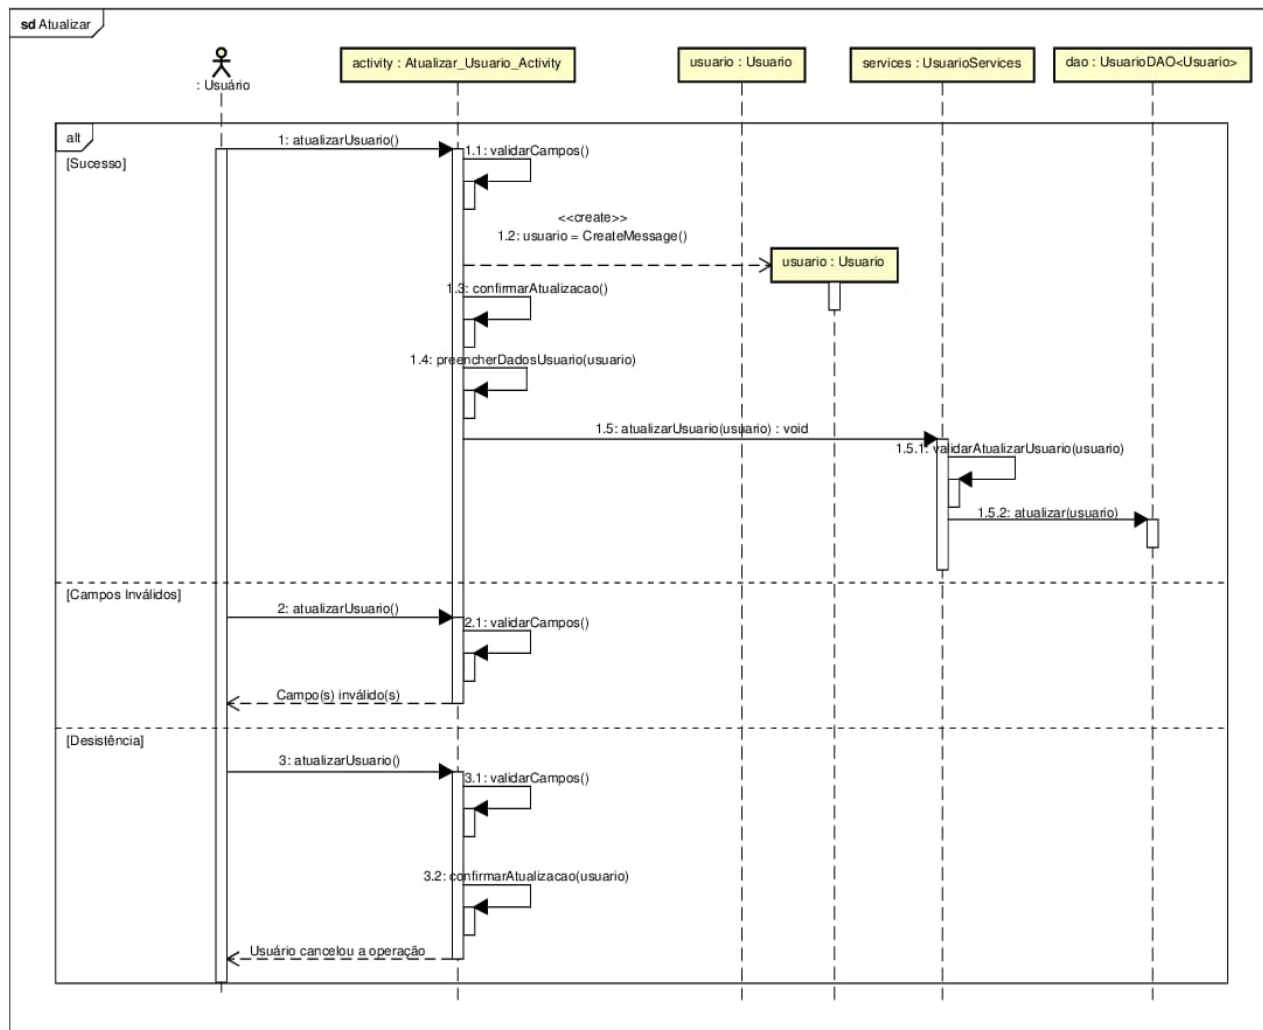 sd Atualizar
: Usuário
activity : Atualizar_Usuario_Activity
usuario : Usuario
services : UsuarioServices
dao : UsuarioDAO<Usuario>
alt
[Sucesso]
1: atualizarUsuario()
1.1: validarCampos()
<<create>>
1.2: usuario = CreateMessage()
usuario : Usuario
1.3: confirmarAtualizacao()
1.4: preencherDadosUsuario(usuario)
1.5: atualizarUsuario(usuario) : void
1.5.1: validarAtualizarUsuario(usuario)
1.5.2: atualizar(usuario)
[Campos Inválidos]
2: atualizarUsuario()
2.1: validarCampos()
Campo(s) inválido(s)
[Desistência]
3: atualizarUsuario()
3.1: validarCampos()
3.2: confirmarAtualizacao(usuario)
Usuário cancelou a operação